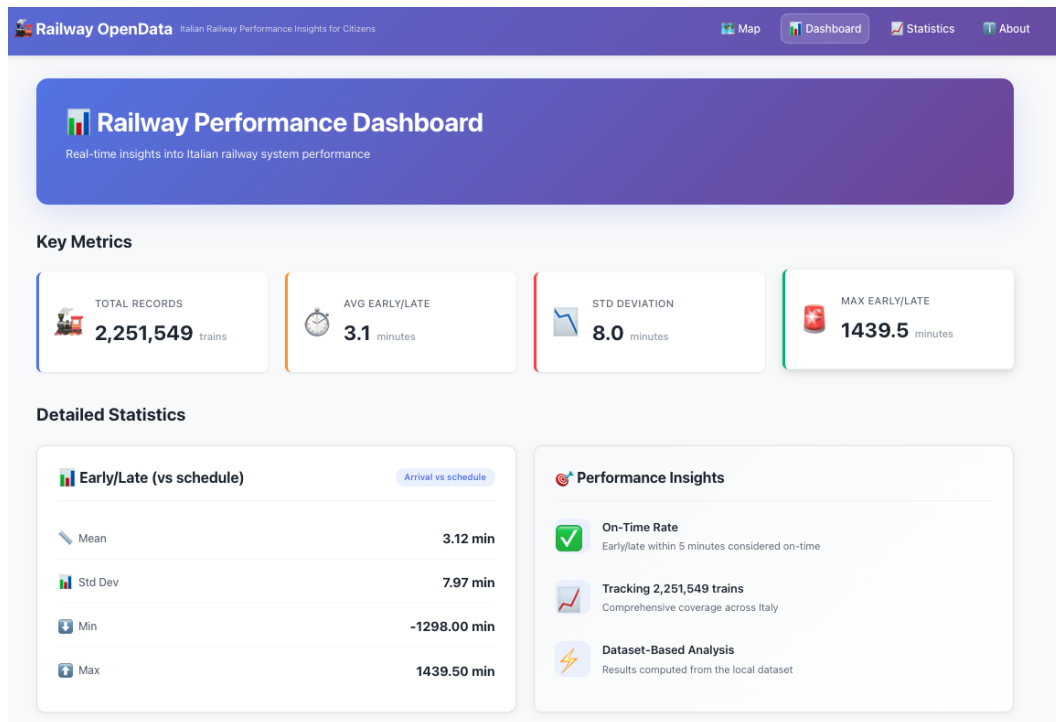 Railway OpenData Italian Railway Performance Insights for Citizens
Map
Dashboard
Statistics
About
Railway Performance Dashboard
Real-time insights into Italian railway system performance
Key Metrics
TOTAL RECORDS
2,251,549 trains
AVG EARLY/LATE
3.1 minutes
STD DEVIATION
8.0 minutes
MAX EARLY/LATE
1439.5 minutes
Detailed Statistics
Early/Late (vs schedule)
Arrival vs schedule
Mean 3.12 min
Std Dev 7.97 min
Min -1298.00 min
Max 1439.50 min
Performance Insights
On-Time Rate
Early/late within 5 minutes considered on-time
Tracking 2,251,549 trains
Comprehensive coverage across Italy
Dataset-Based Analysis
Results computed from the local dataset